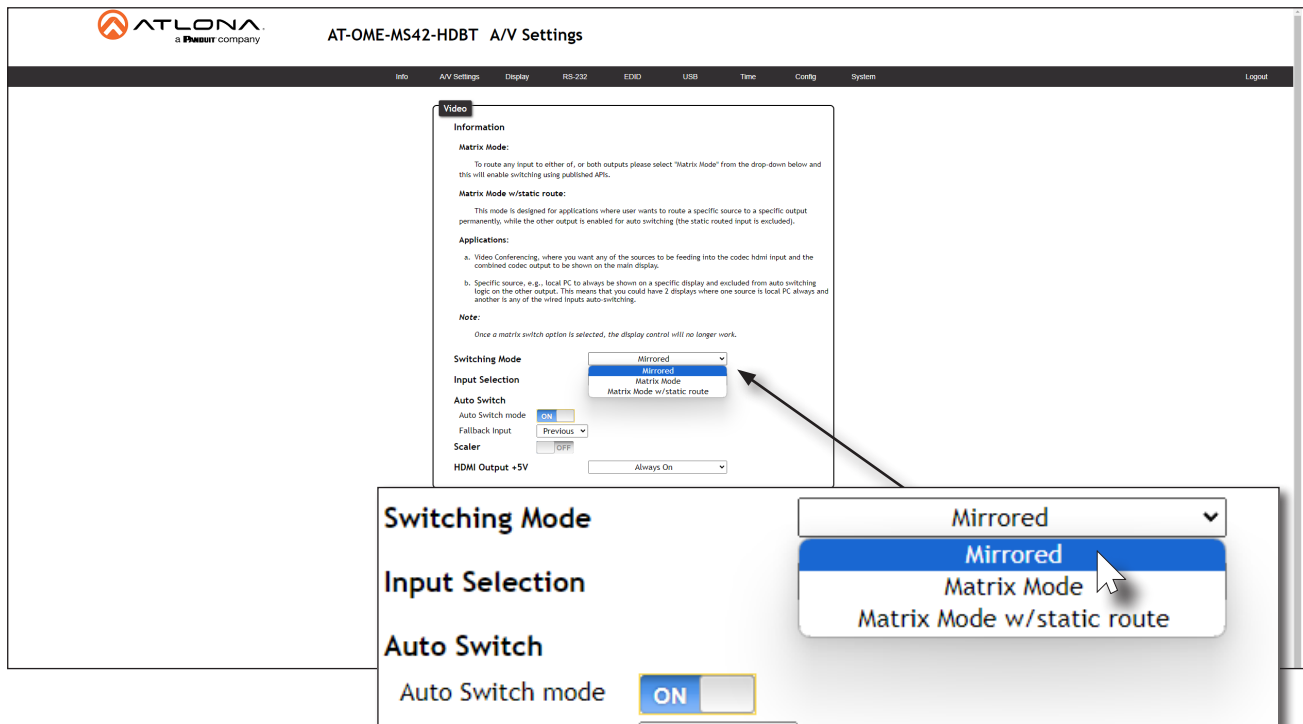 ATLONA.
a PANDUIT company
AT-OME-MS42-HDBT A/V Settings
Info A/V Settings Display RS-232 EDID USB Time Config System Logout
Video
Information
Matrix Mode:
To route any input to either of, or both outputs please select "Matrix Mode" from the drop-down below and
this will enable switching using published APIs.
Matrix Mode w/static route:
This mode is designed for applications where user wants to route a specific source to a specific output
permanently, while the other output is enabled for auto switching (the static routed input is excluded).
Applications:
a. Video Conferencing, where you want any of the sources to be feeding into the codec hdmi input and the
combined codec output to be shown on the main display.
b. Specific source, e.g., local PC to always be shown on a specific display and excluded from auto switching
logic on the other output. This means that you could have 2 displays where one source is local PC always and
another is any of the wired inputs auto-switching.
Note:
Once a matrix switch option is selected, the display control will no longer work.
Switching Mode Mirrored
Mirrored
Input Selection Matrix Mode
Matrix Mode w/static route
Auto Switch
Auto Switch mode ON
Fallback Input Previous
Scaler OFF
HDMI Output +5V Always On
Switching Mode Mirrored
Mirrored
Input Selection Matrix Mode
Matrix Mode w/static route
Auto Switch
Auto Switch mode ON